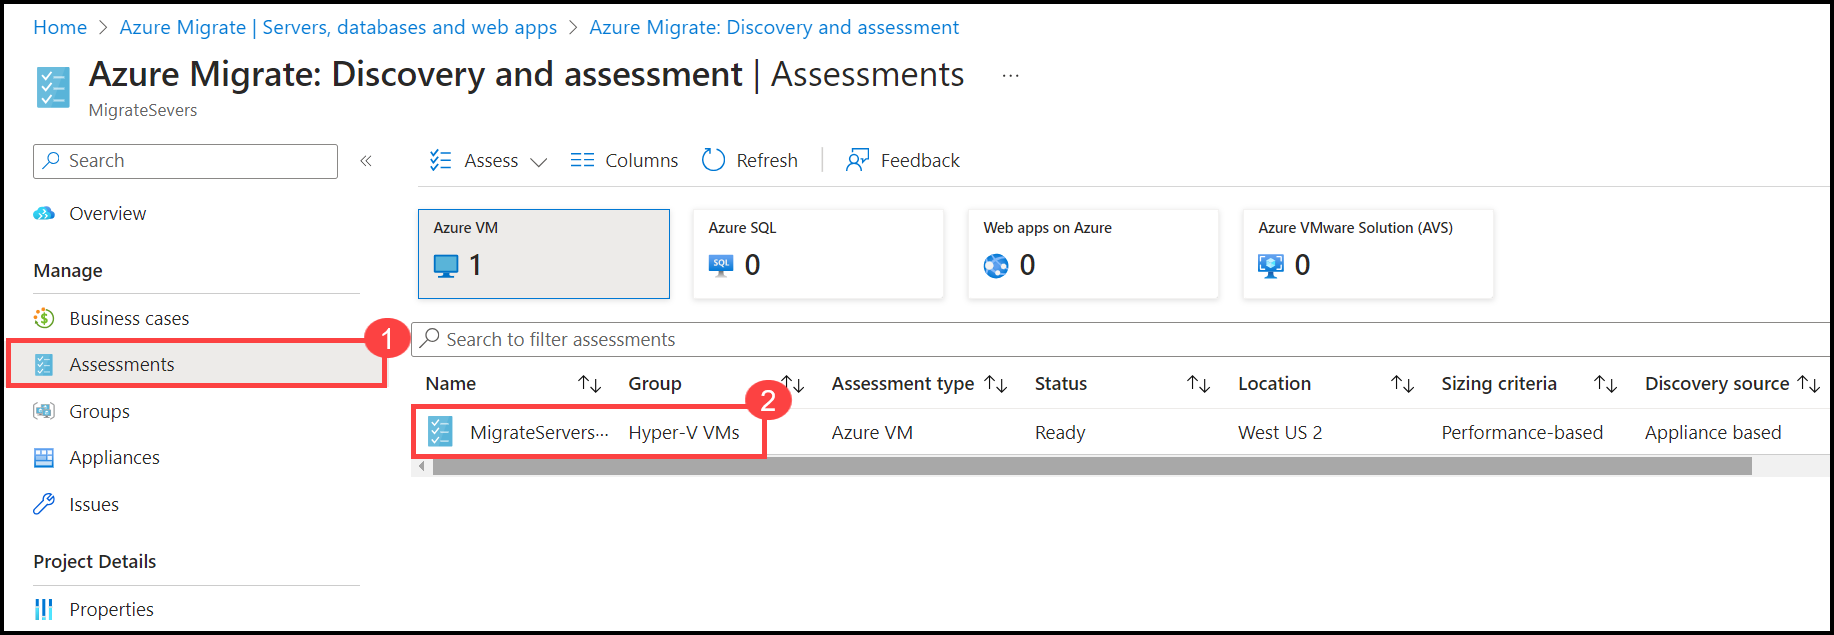 Home > Azure Migrate | Servers, databases and web apps > Azure Migrate: Discovery and assessment
Azure Migrate: Discovery and assessment | Assessments ...
MigrateSevers
Search «
Assess Columns Refresh Feedback
Overview
Azure VM
1
Azure SQL
SQL 0
Web apps on Azure
0
Azure VMware Solution (AVS)
0
Manage
Business cases
1
Assessments
Groups
Appliances
Issues
Project Details
Properties
Search to filter assessments
Name Group Assessment type Status Location Sizing criteria Discovery source
2
MigrateServers... Hyper-V VMs Azure VM Ready West US 2 Performance-based Appliance based